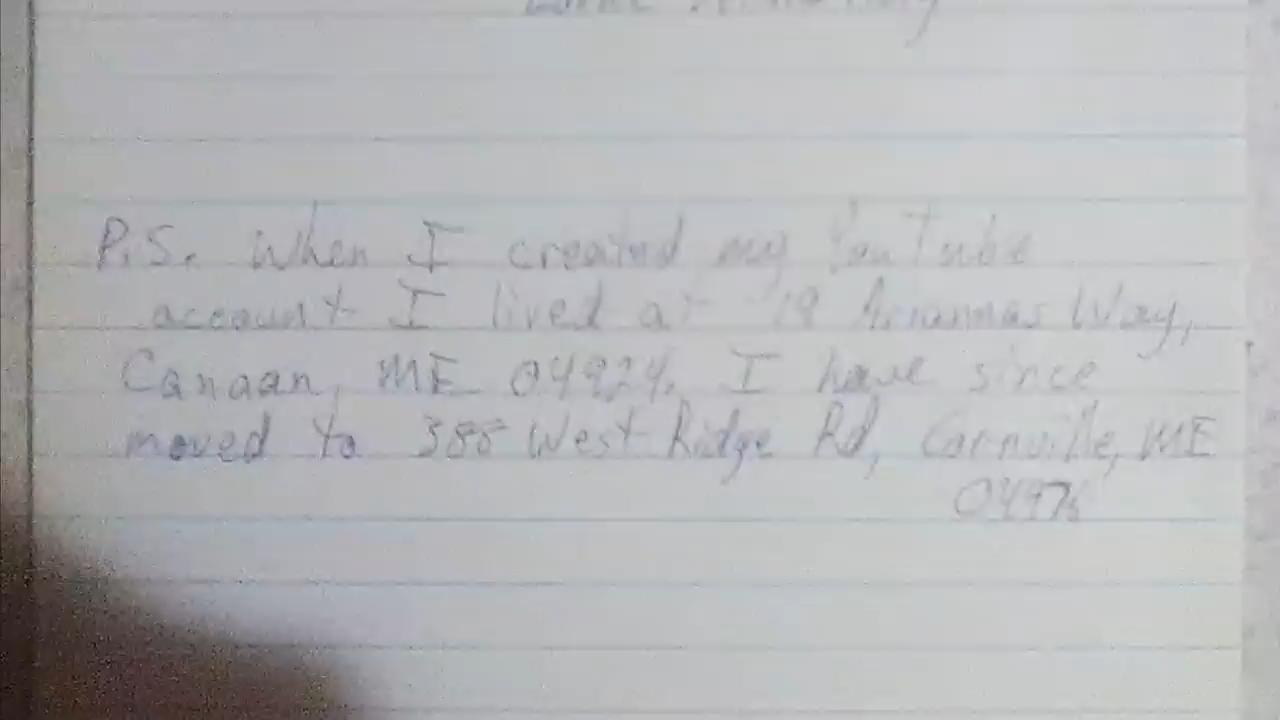 P.S. When I created my YouTube
account I lived at 19 Way,
Canaan, ME 04924. I have since
moved to 388 West Ridge Rd, Cornville, ME
04976